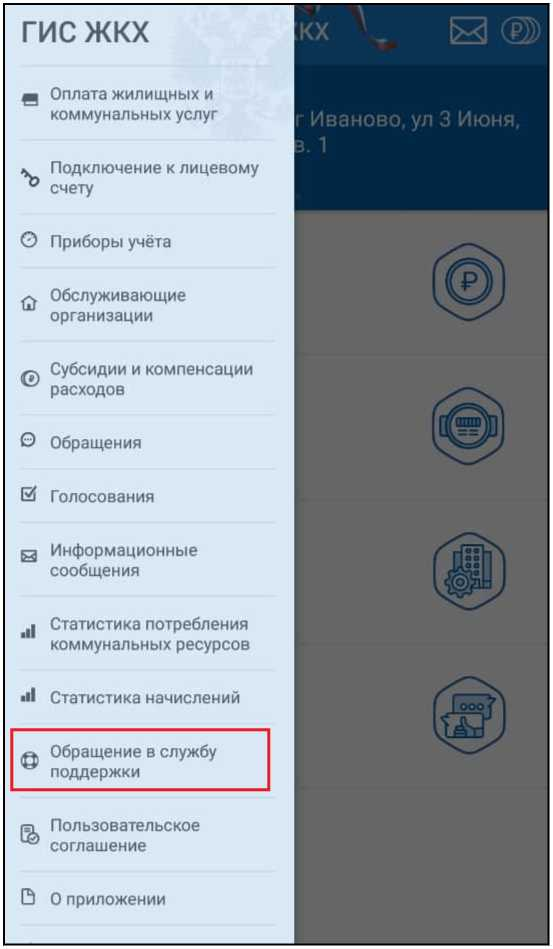 ГИС ЖКХ
КХ
г Иваново, ул 3 Июня,
в. 1
Оплата жилищных и
коммунальных услуг
Подключение к лицевому
счету
Приборы учёта
Обслуживающие
организации
Субсидии и компенсации
расходов
Обращения
Голосования
Информационные
сообщения
Статистика потребления
коммунальных ресурсов
Статистика начислений
Обращение в службу
поддержки
Пользовательское
соглашение
О приложении